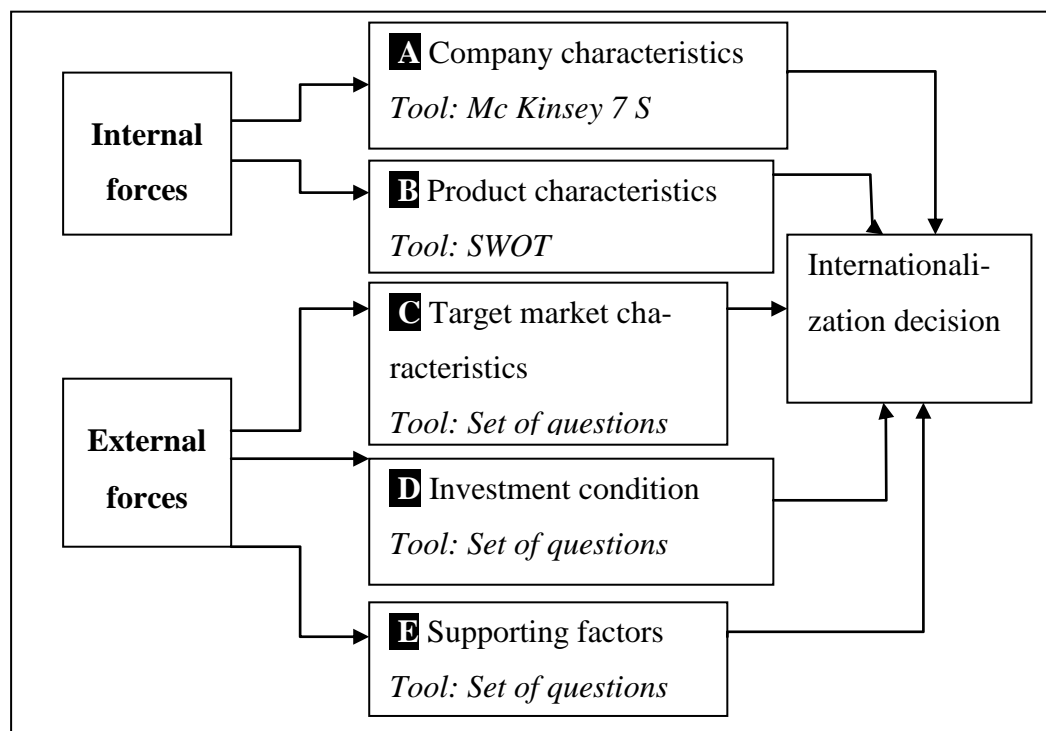 Internal
forces
A Company characteristics
Tool: Mc Kinsey 7 S
B Product characteristics
Tool: SWOT
External
forces
C Target market cha-
racteristics
Tool: Set of questions
D Investment condition
Tool: Set of questions
E Supporting factors
Tool: Set of questions
Internationali-
zation decision